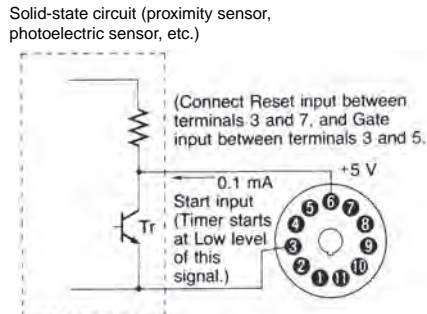 Solid-state circuit (proximity sensor,
photoelectric sensor, etc.)
(Connect Reset input between
terminals 3 and 7, and Gate
input between terminals 3 and 5.
+5 V
0.1 mA
Start input
(Timer starts
at Low level
of this
signal.)
Tr
5 6 7
4 8
3 9
2 10
1 11